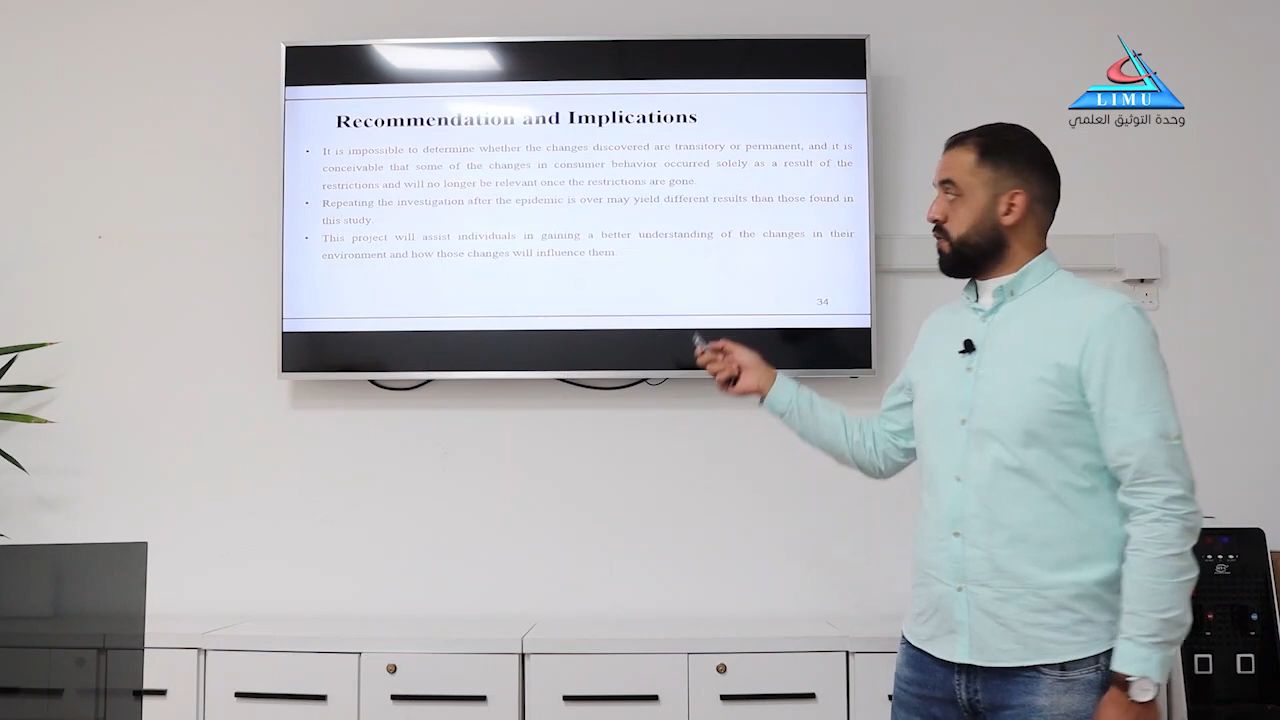 LIMU
وحدة التوثيق العلمي
Recommendation and Implications
• It is impossible to determine whether the changes discovered are transitory or permanent, and it is
conceivable that some of the changes in consumer behavior occurred solely as a result of the
restrictions and will no longer be relevant once the restrictions are gone.
• Repeating the investigation after the epidemic is over may yield different results than those found in
this study.
• This project will assist individuals in gaining a better understanding of the changes in their
environment and how those changes will influence them.
34